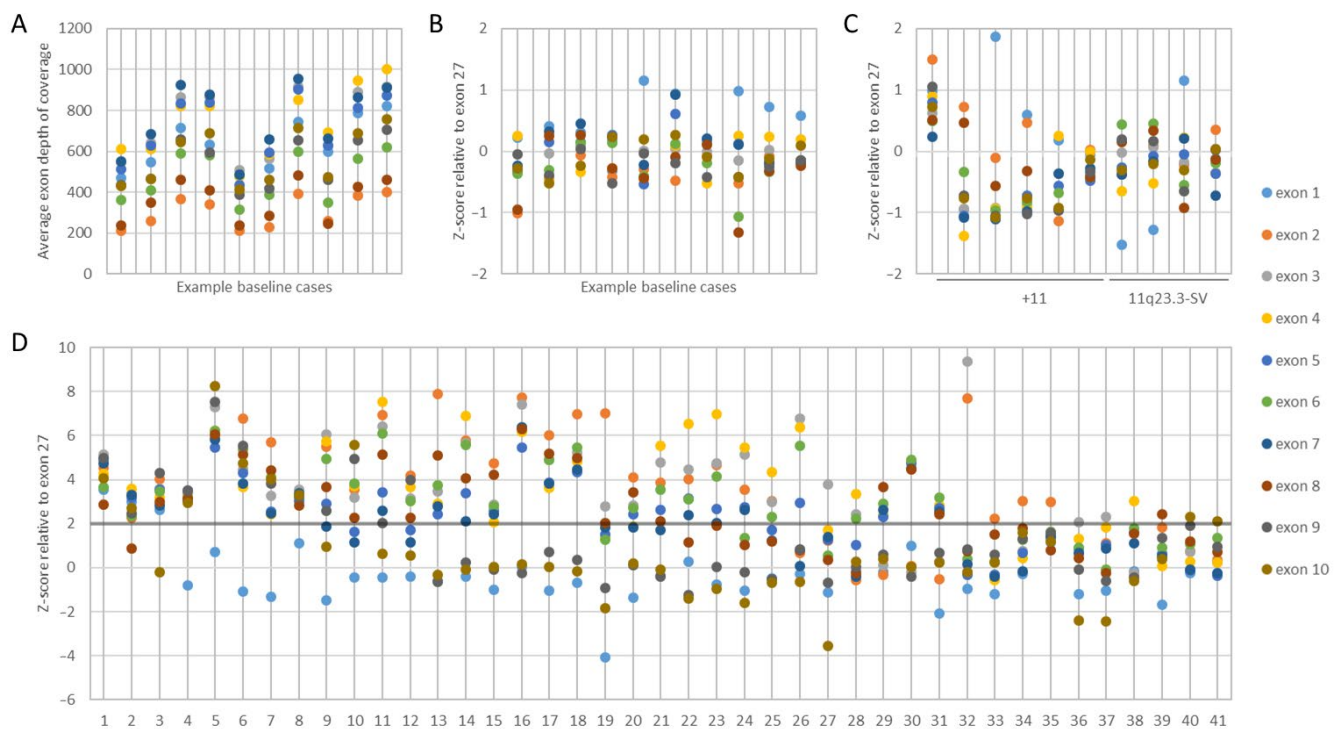 A
B
C
Average exon depth of coverage
1200
1000
800
600
400
200
0
Example baseline cases
Z-score relative to exon 27
2
1
0
−1
−2
Example baseline cases
Z-score relative to exon 27
2
1
0
−1
−2
+11
11q23.3-SV
exon 1
exon 2
exon 3
exon 4
exon 5
exon 6
exon 7
exon 8
exon 9
exon 10
D
Z-score relative to exon 27
10
8
6
4
2
0
−2
−4
−6
1 2 3 4 5 6 7 8 9 10 11 12 13 14 15 16 17 18 19 20 21 22 23 24 25 26 27 28 29 30 31 32 33 34 35 36 37 38 39 40 41